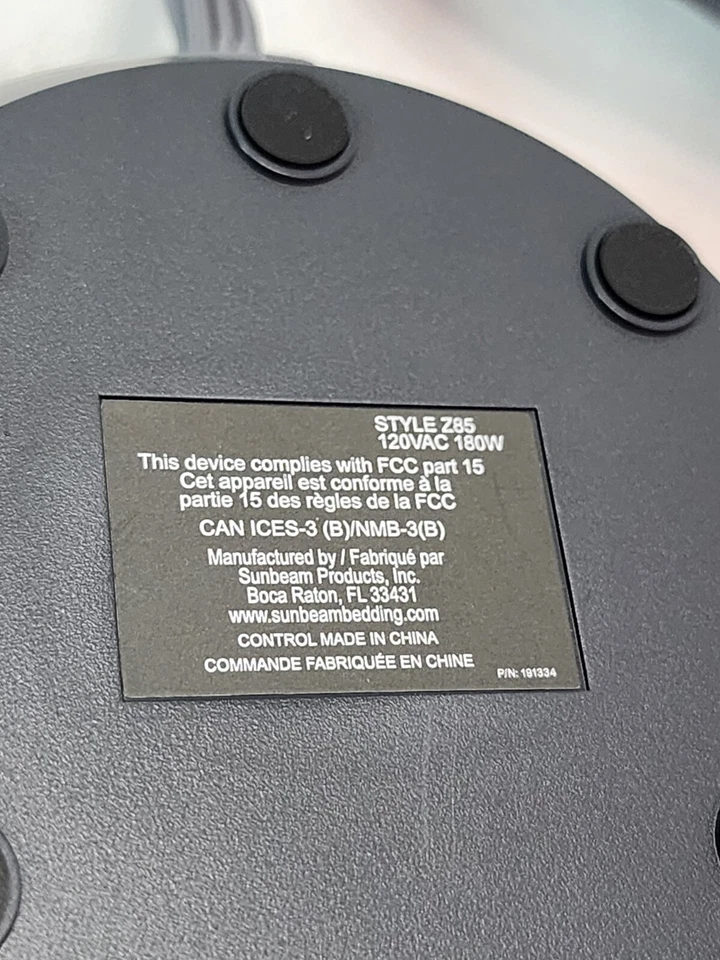 STYLE Z85
120VAC 180W
This device complies with FCC part 15
Cet appareil est conforme à la
partie 15 des règles de la FCC
CAN ICES-3 (B)/NMB-3(B)
Manufactured by / Fabriqué par
Sunbeam Products, Inc.
Boca Raton, FL 33431
www.sunbeambedding.com
CONTROL MADE IN CHINA
COMMANDE FABRIQUÉE EN CHINE
P/N: 191334